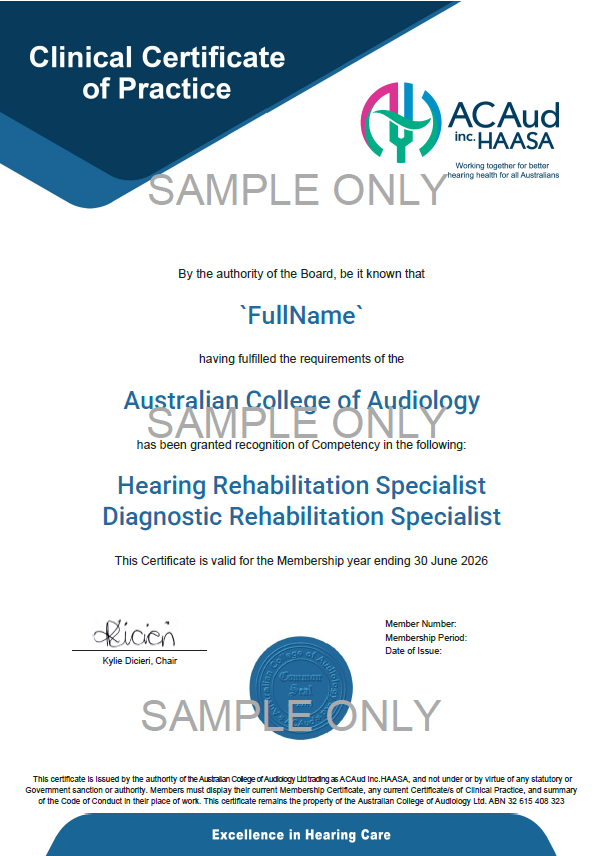 Clinical Certificate
of Practice
ACAud
inc. HAASA
Working together for better
hearing health for all Australians
SAMPLE ONLY
By the authority of the Board, be it known that
`FullName`
having fulfilled the requirements of the
Australian College of Audiology
SAMPLE ONLY
has been granted recognition of Competency in the following:
Hearing Rehabilitation Specialist
Diagnostic Rehabilitation Specialist
This Certificate is valid for the Membership year ending 30 June 2026
Kylie Dicieri, Chair
Member Number:
Membership Period:
Date of Issue:
Australian College of Audiology
Common
Seal
SAMPLE ONLY
This certificate is issued by the authority of the Australian College of Audiology Ltd trading as ACAud Inc.HAASA, and not under or by virtue of any statutory or
Government sanction or authority. Members must display their current Membership Certificate, any current Certificate/s of Clinical Practice, and summary
of the Code of Conduct in their place of work. This certificate remains the property of the Australian College of Audiology Ltd. ABN 32 615 408 323
Excellence in Hearing Care